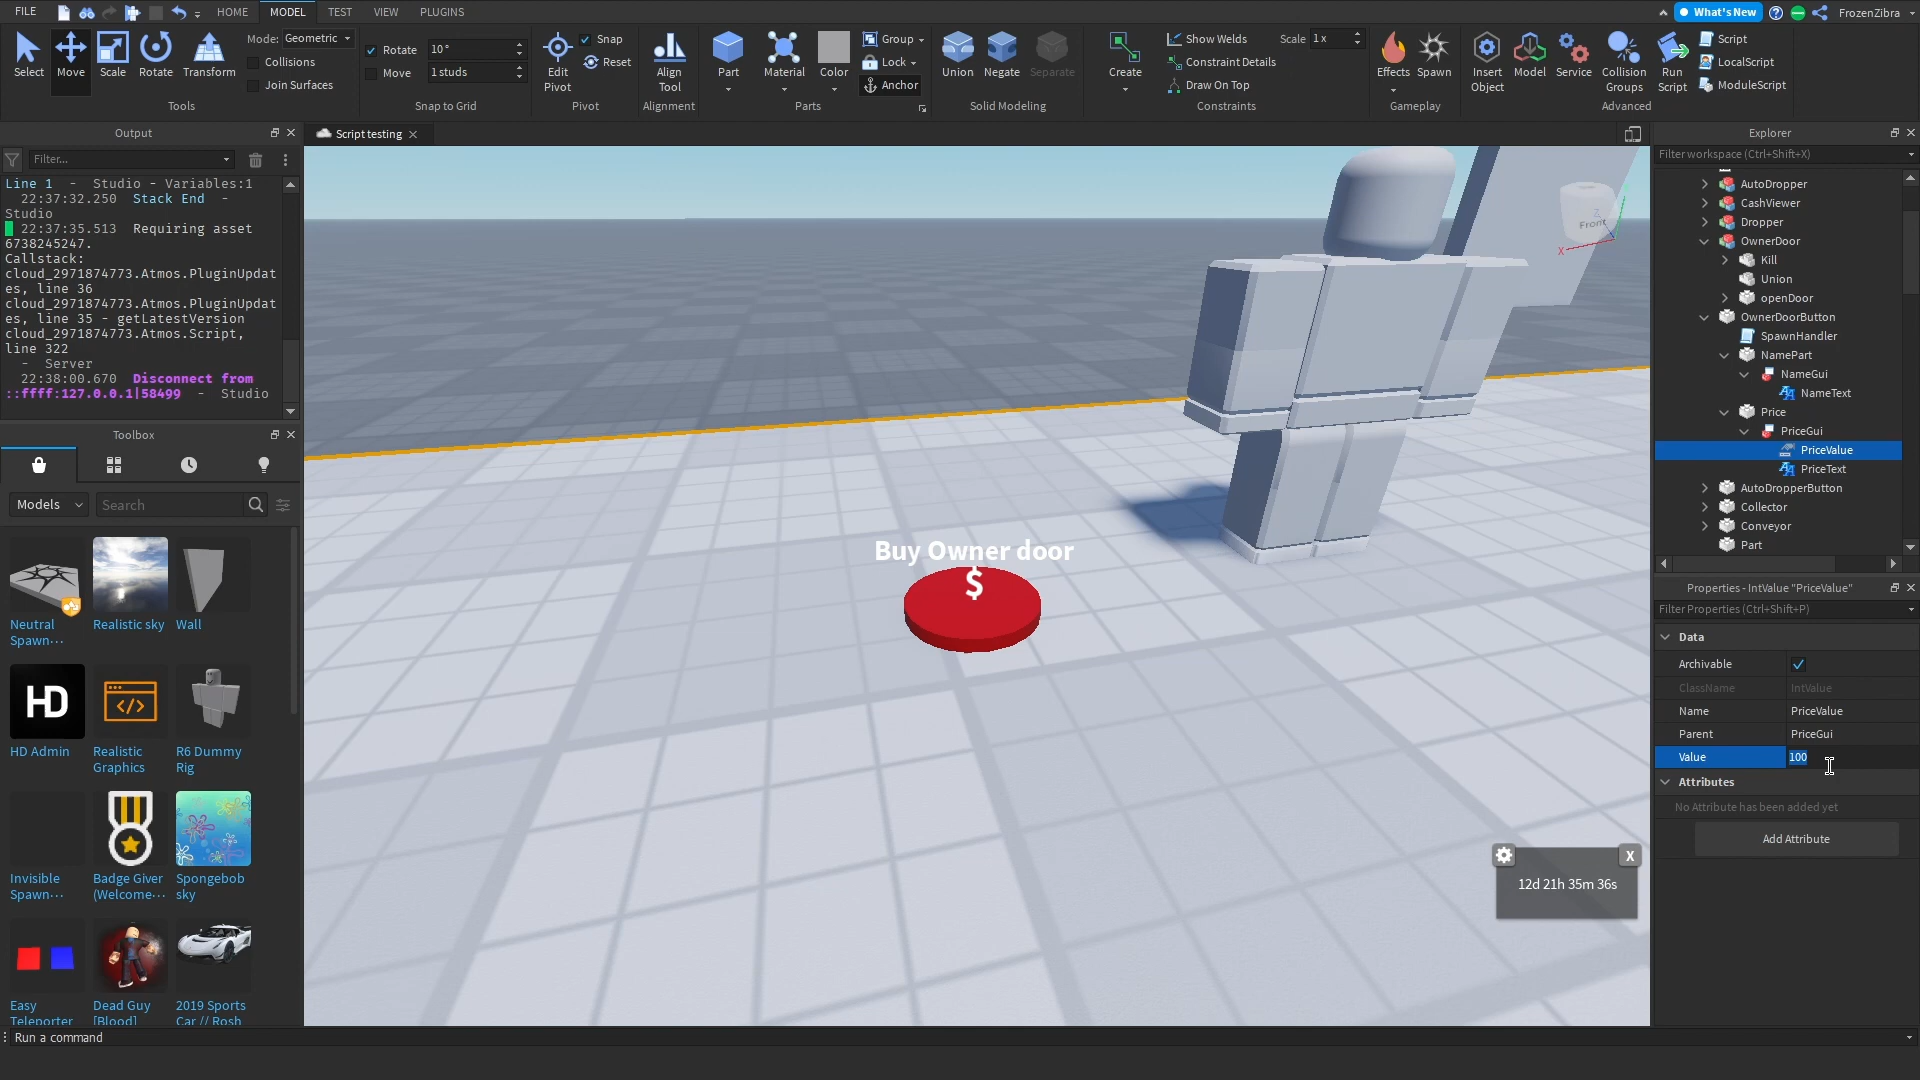 FILE
HOME
MODEL
TEST
VIEW
PLUGINS
What's New
FrozenZibra
Select
Move
Scale
Rotate
Transform
Mode:
Geometric
Collisions
Join Surfaces
Tools
Rotate
10°
Move
1 studs
Snap to Grid
Edit
Pivot
Snap
Reset
Pivot
Align
Tool
Alignment
Part
Material
Color
Group
Lock
Anchor
Parts
Union
Negate
Separate
Solid Modeling
Create
Show Welds
Scale
1 x
Constraint Details
Draw On Top
Constraints
Effects
Spawn
Gameplay
Insert
Object
Model
Service
Collision
Groups
Run
Script
Script
LocalScript
ModuleScript
Advanced
Output
Filter...
Line 1 - Studio - Variables:1
22:37:32.250 Stack End -
Studio
22:37:35.513 Requiring asset
6738245247.
Callstack:
cloud_2971874773.Atmos.PluginUpdat
es, line 36
cloud_2971874773.Atmos.PluginUpdat
es, line 35 - getLatestVersion
cloud_2971874773.Atmos.Script,
line 322
- Server
22:38:00.670 Disconnect from
::ffff:127.0.0.1|58499 - Studio
Toolbox
Models
Search
Neutral
Spawn…
Realistic sky
Wall
HD
HD Admin
Realistic
Graphics
R6 Dummy
Rig
Invisible
Spawn…
Badge Giver
(Welcome…
Spongebob
sky
Easy
Teleporter
Dead Guy
[Blood]
2019 Sports
Car // Rosh
Script testing
Front
X
Buy Owner door
$
X
12d 21h 35m 36s
Explorer
Filter workspace (Ctrl+Shift+X)
AutoDropper
CashViewer
Dropper
OwnerDoor
Kill
Union
openDoor
OwnerDoorButton
SpawnHandler
NamePart
NameGui
NameText
Price
PriceGui
PriceValue
PriceText
AutoDropperButton
Collector
Conveyor
Part
Properties - IntValue "PriceValue"
Filter Properties (Ctrl+Shift+P)
Data
Archivable
ClassName
IntValue
Name
PriceValue
Parent
PriceGui
Value
100
Attributes
No Attribute has been added yet
Add Attribute
Run a command